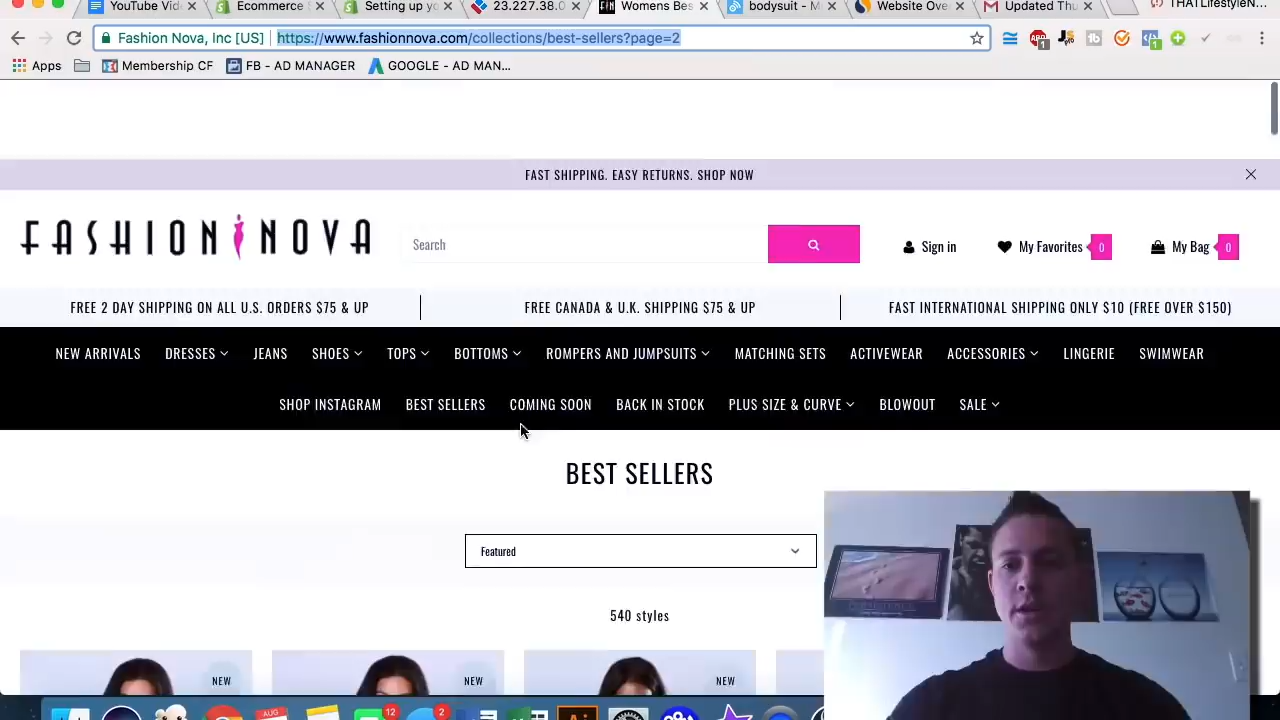 YouTube Vide
Ecommerce
Setting up yo
23.227.38.0
Womens Bes
bodysuit - M
Website Ove
Updated Thu
THATLifestyleN...
Fashion Nova, Inc [US]
https://www.fashionnova.com/collections/best-sellers?page=2
Apps
Membership CF
FB - AD MANAGER
GOOGLE - AD MAN...
FAST SHIPPING. EASY RETURNS. SHOP NOW
FASHION NOVA
Search
Sign in
My Favorites
0
My Bag
0
FREE 2 DAY SHIPPING ON ALL U.S. ORDERS $75 & UP
FREE CANADA & U.K. SHIPPING $75 & UP
FAST INTERNATIONAL SHIPPING ONLY $10 (FREE OVER $150)
NEW ARRIVALS
DRESSES
JEANS
SHOES
TOPS
BOTTOMS
ROMPERS AND JUMPSUITS
MATCHING SETS
ACTIVEWEAR
ACCESSORIES
LINGERIE
SWIMWEAR
SHOP INSTAGRAM
BEST SELLERS
COMING SOON
BACK IN STOCK
PLUS SIZE & CURVE
BLOWOUT
SALE
BEST SELLERS
Featured
540 styles
NEW
NEW
NEW
AUG
12
2